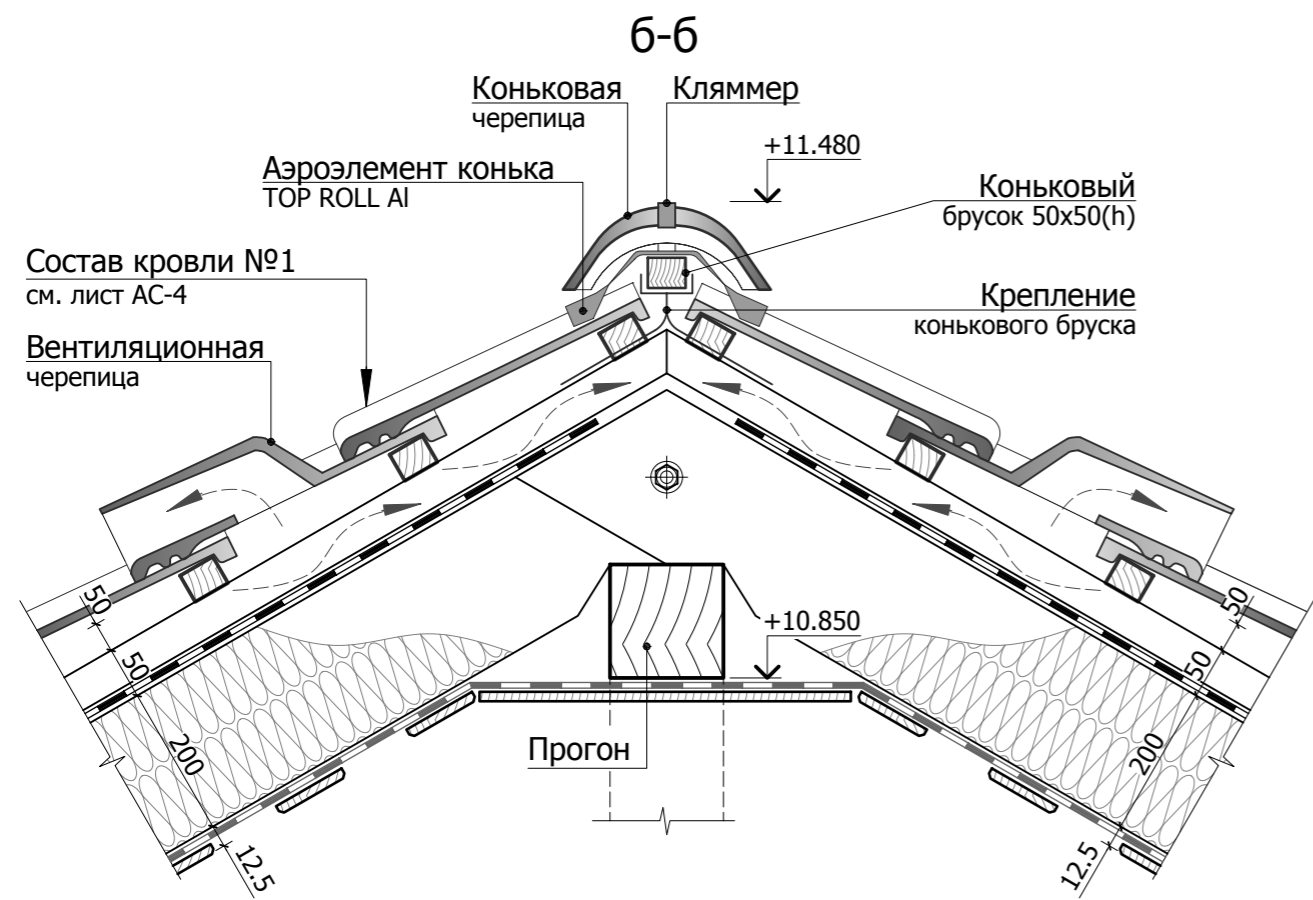 б-б
Коньковая
черепица
Кляммер
+11.480
Аэроэлемент конька
TOP ROLL Al
Коньковый
брусок 50х50(h)
Состав кровли №1
см. лист АС-4
Крепление
конькового бруска
Вентиляционная
черепица
50
50
200
12.5
+10.850
Прогон
50
50
200
12.5